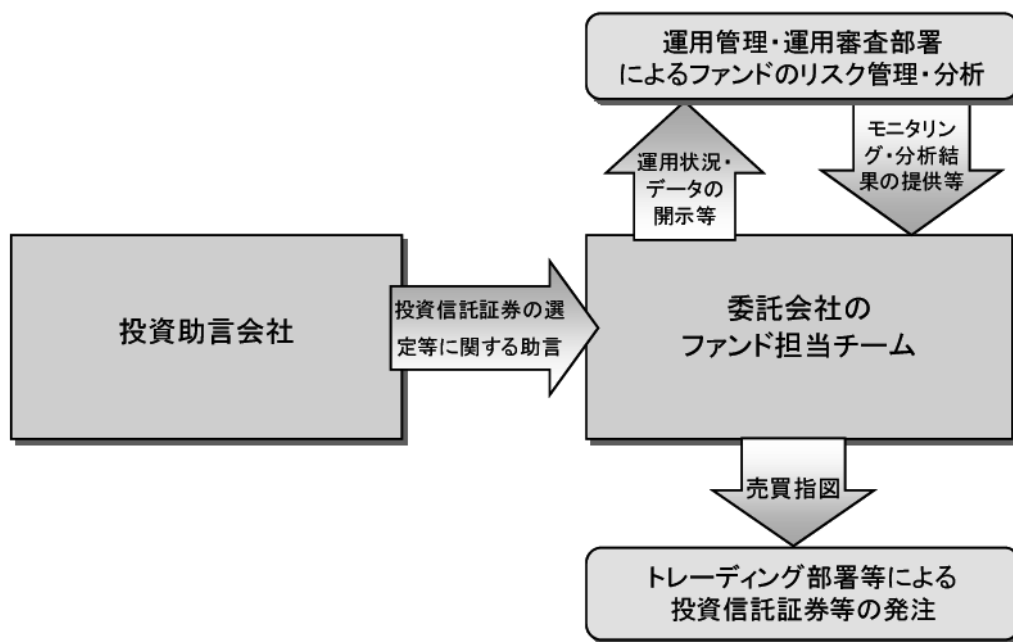 運用管理・運用審査部署
によるファンドのリスク管理・分析
運用状況・
データの
開示等
モニタリン
グ・分析結
果の提供等
投資助言会社
投資信託証券の選
定等に関する助言
委託会社の
ファンド担当チーム
売買指図
トレーディング部署等による
投資信託証券等の発注